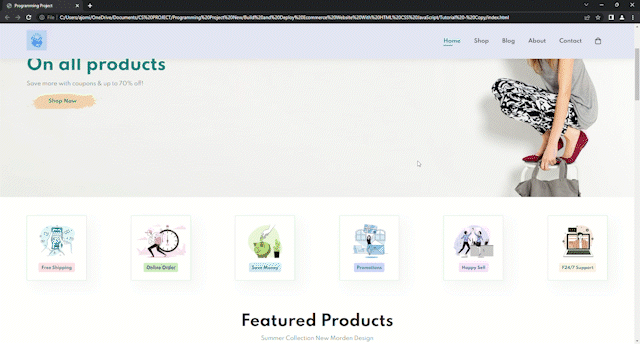 Programming Project
File | C:/Users/ajomi/OneDrive/Documents/CS%20PROJECT/Programming%20Project%20New/Build%20and%20Deploy%20Ecommerce%20Website%20With%20HTML%20CSS%20JavaScript/Tutorial%20-%20Copy/index.html
Home Shop Blog About Contact
On all products
Save more with coupons & up to 70% off!
Shop Now
Free Shipping Online Order Save Money Promotions Happy Sell F24/7 Support
Featured Products
Summer Collection New Morden Design